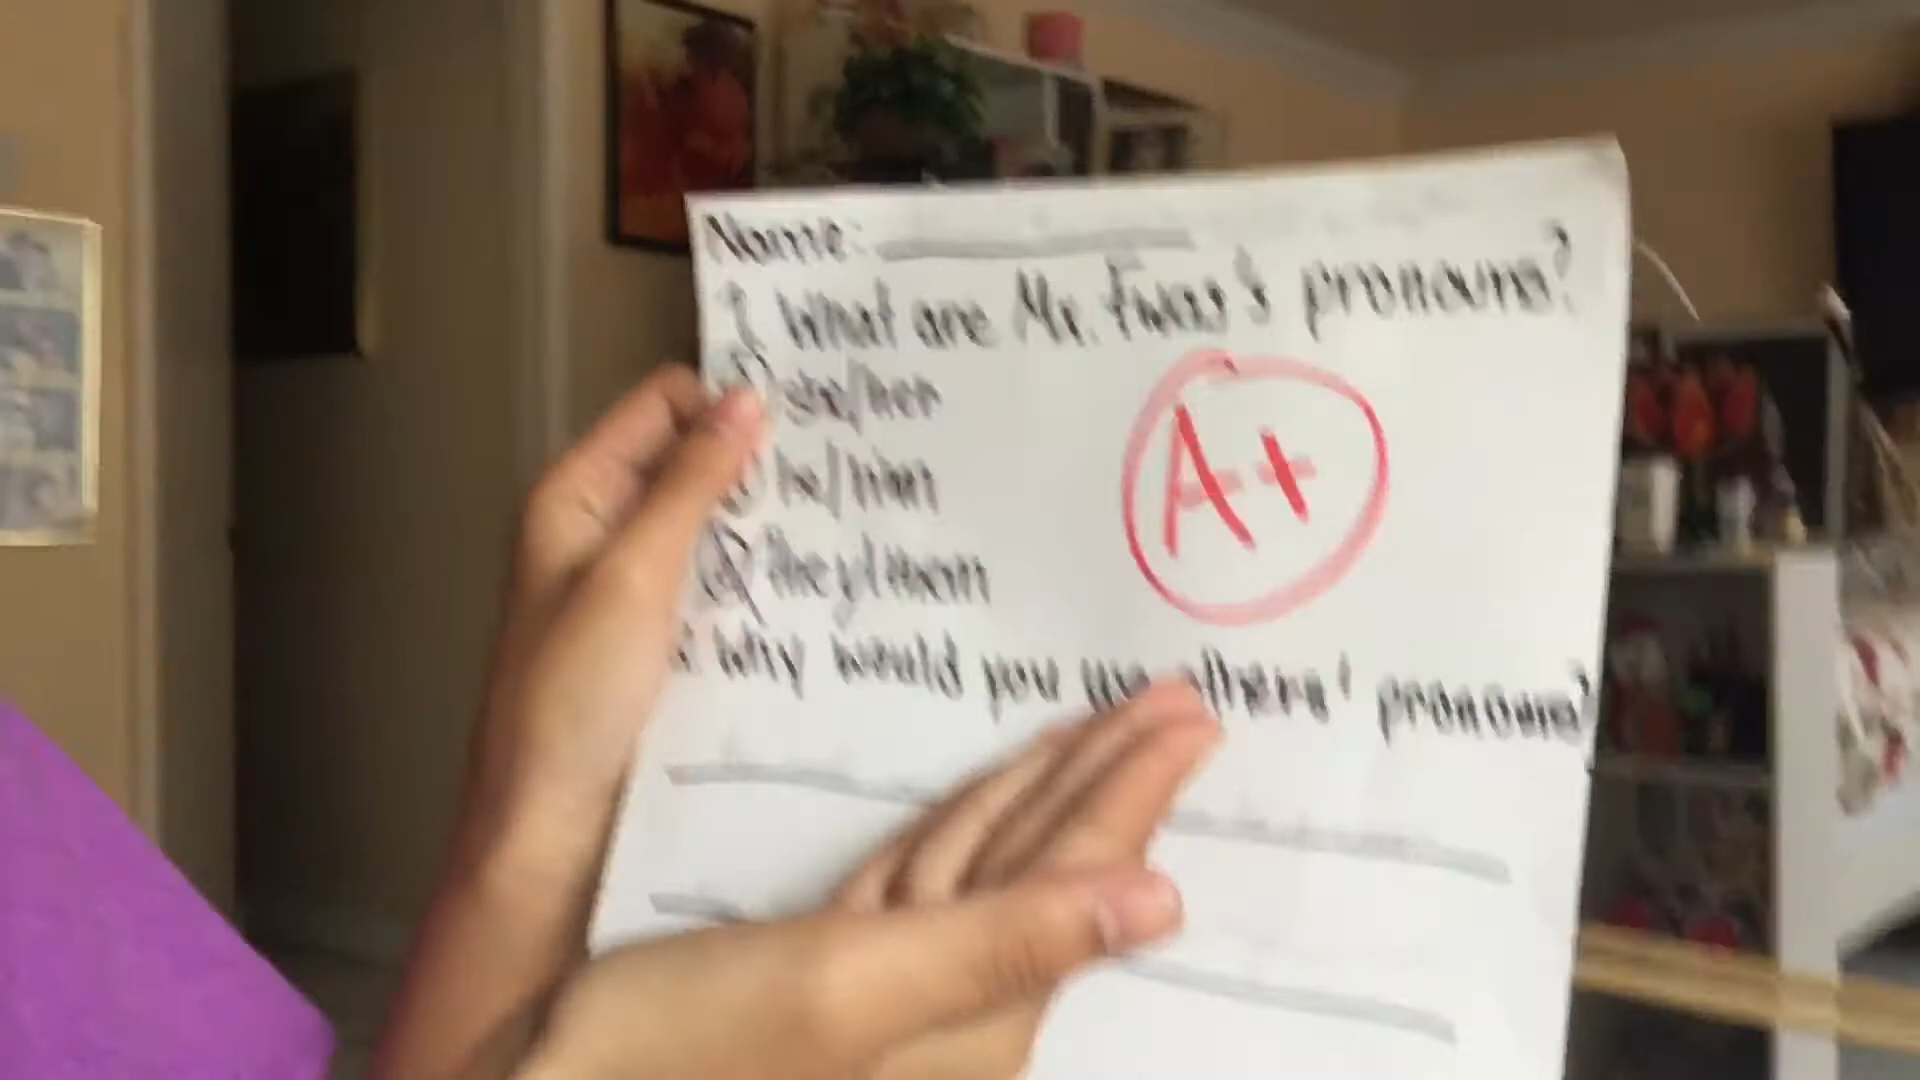 Name:
1. What are Mr. Fwas's pronouns?
she/her
he/him
they/them
A+
2. Why would you use others' pronouns?